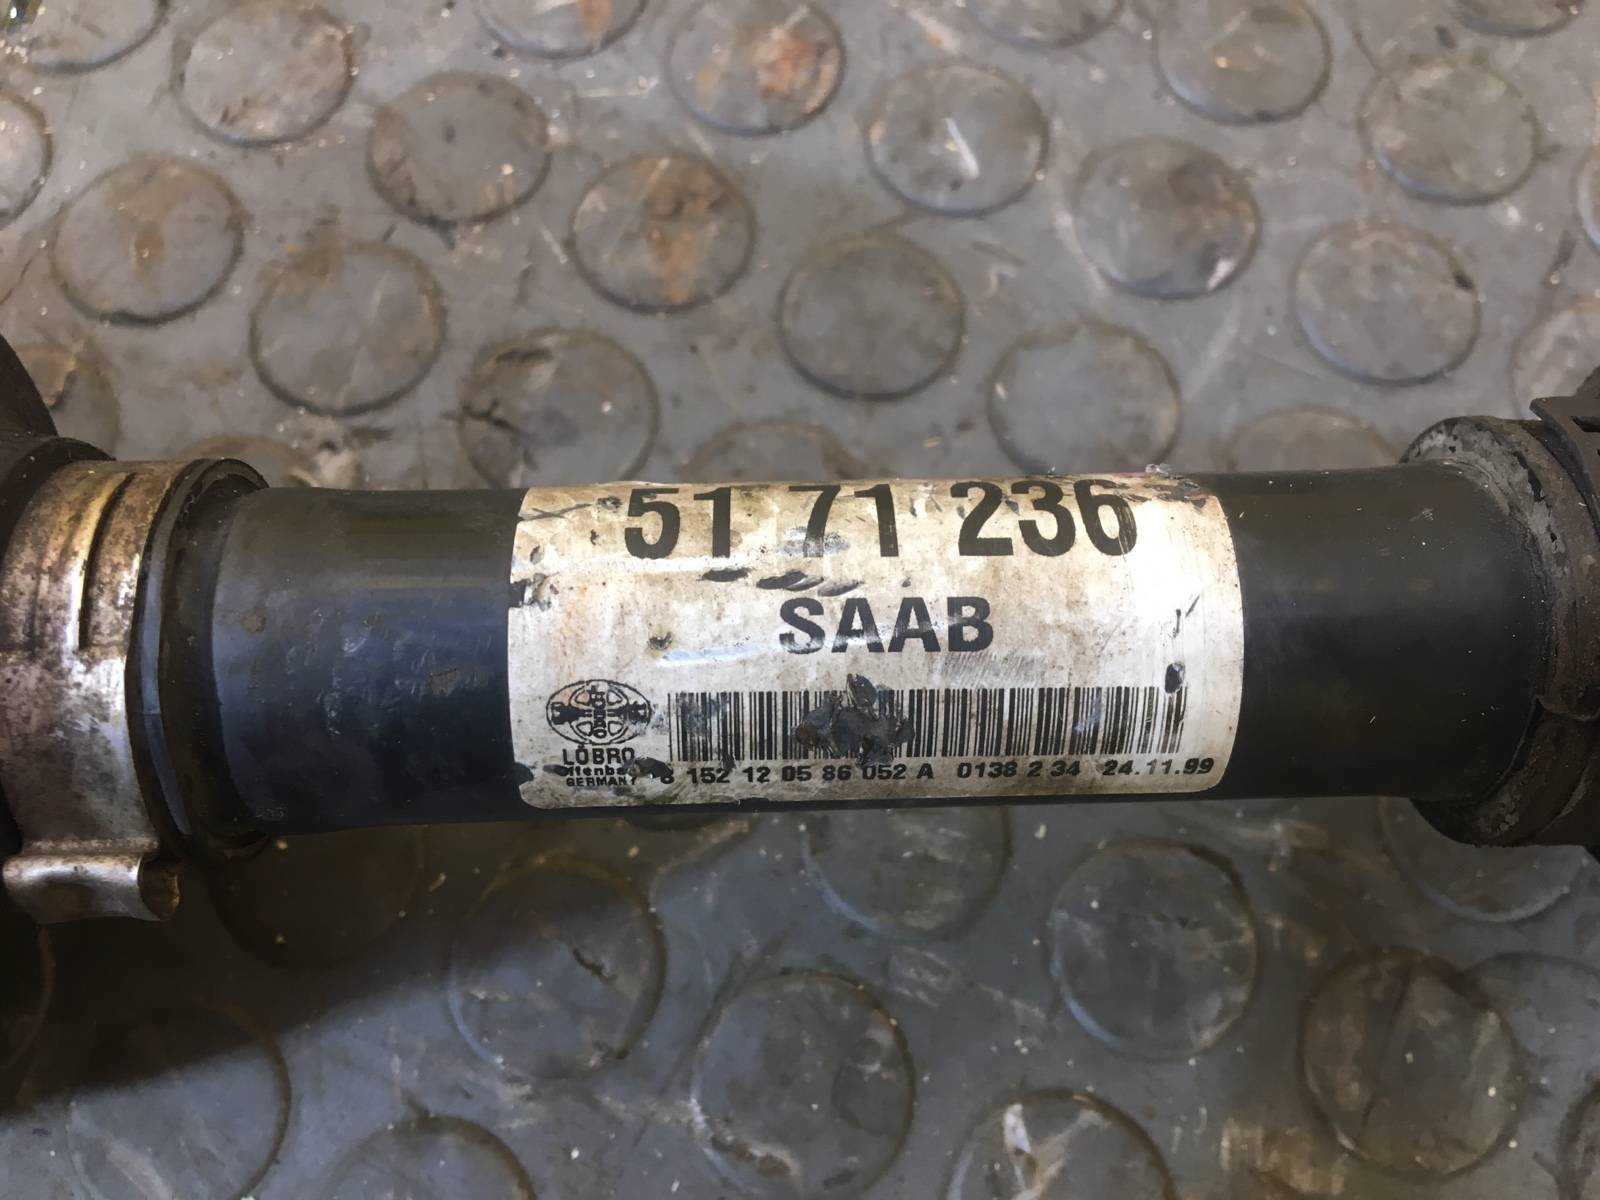 51 71 236
SAAB
LÖBRO
GERMANY
152 12 05 86 052 A 0138 2 34 24.11.99